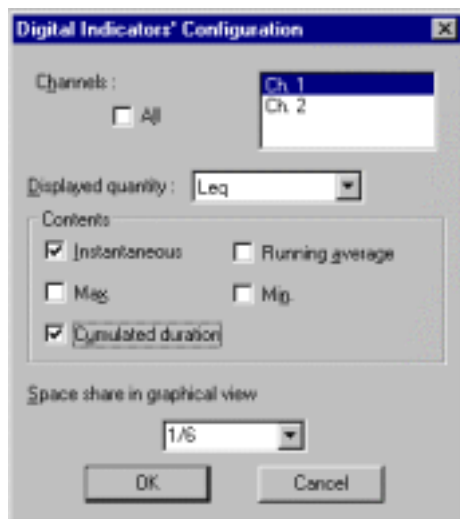 Digital Indicators' Configuration
Channels :
All
Ch. 1
Ch. 2
Displayed quantity : Leq
Contents
Instantaneous
Running average
Max.
Min.
Cumulated duration
Space share in graphical view
1/6
OK
Cancel